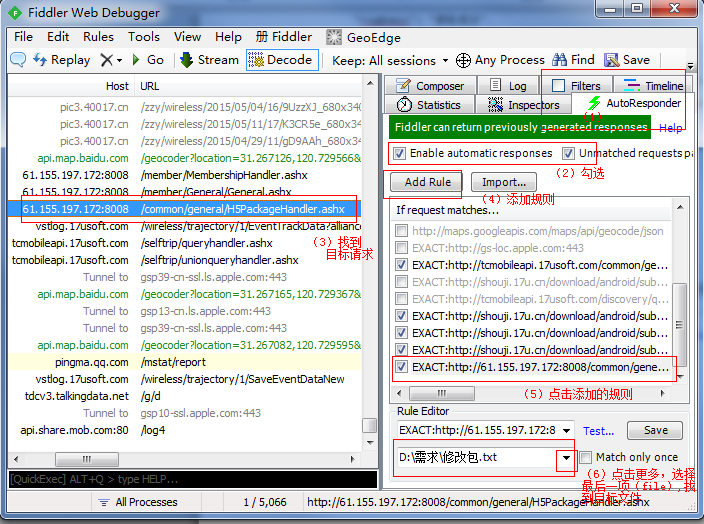 Fiddler Web Debugger
File Edit Rules Tools View Help 册 Fiddler GeoEdge
Replay Go Stream Decode Keep: All sessions Any Process Find Save
Host URL
pic3.40017.cn /zzy/wireless/2015/05/04/16/9UzzXJ_680x340
pic3.40017.cn /zzy/wireless/2015/05/11/17/K3CR5e_680x340
pic3.40017.cn /zzy/wireless/2015/04/29/11/gD9AAh_680x34
api.map.baidu.com /geocoder?location=31.267126,120.729566&
61.155.197.172:8008 /member/MembershipHandler.ashx
61.155.197.172:8008 /member/General/General.ashx
61.155.197.172:8008 /common/general/H5PackageHandler.ashx
vstlog.17usoft.com /wireless/trajectory/1/EventTrackData?allianc
tcmobileapi.17usoft.com /selftrip/queryhandler.ashx
tcmobileapi.17usoft.com /selftrip/unionqueryhandler.ashx
(3)找到
目标请求
Tunnel to gsp39-cn-ssl.ls.apple.com:443
api.map.baidu.com /geocoder?location=31.267165,120.729367&
Tunnel to gsp13-cn.ls.apple.com:443
Tunnel to gsp39-cn-ssl.ls.apple.com:443
api.map.baidu.com /geocoder?location=31.267082,120.729595&
pingma.qq.com /mstat/report
vstlog.17usoft.com /wireless/trajectory/1/SaveEventDataNew
tdcv3.talkingdata.net /g/d
Tunnel to gsp10-ssl.apple.com:443
api.share.mob.com:80 /log4
[QuickExec] ALT+Q > type HELP...
Composer Log Filters Timeline
Statistics Inspectors AutoResponder
(1)
Fiddler can return previously generated responses Help
Enable automatic responses Unmatched requests pa
(2)勾选
Add Rule Import...
(4)添加规则
If request matches...
http://maps.googleapis.com/maps/api/geocode/json
EXACT:https://gs-loc.apple.com:443
EXACT:http://tcmobileapi.17usoft.com/common/ge...
EXACT:http://shouji.17u.cn/download/android/sub...
EXACT:http://tcmobileapi.17usoft.com/discovery/q...
EXACT:http://shouji.17u.cn/download/android/sub...
EXACT:http://shouji.17u.cn/download/android/sub...
EXACT:http://61.155.197.172:8008/common/gene...
(5)点击添加的规则
Rule Editor
EXACT:http://61.155.197.172:8 Test... Save
D:\需求\修改包.txt Match only once
(6)点击更多，选择
最后一项（file）,找
到目标文件
All Processes 1 / 5,066 http://61.155.197.172:8008/common/general/H5PackageHandler.ashx